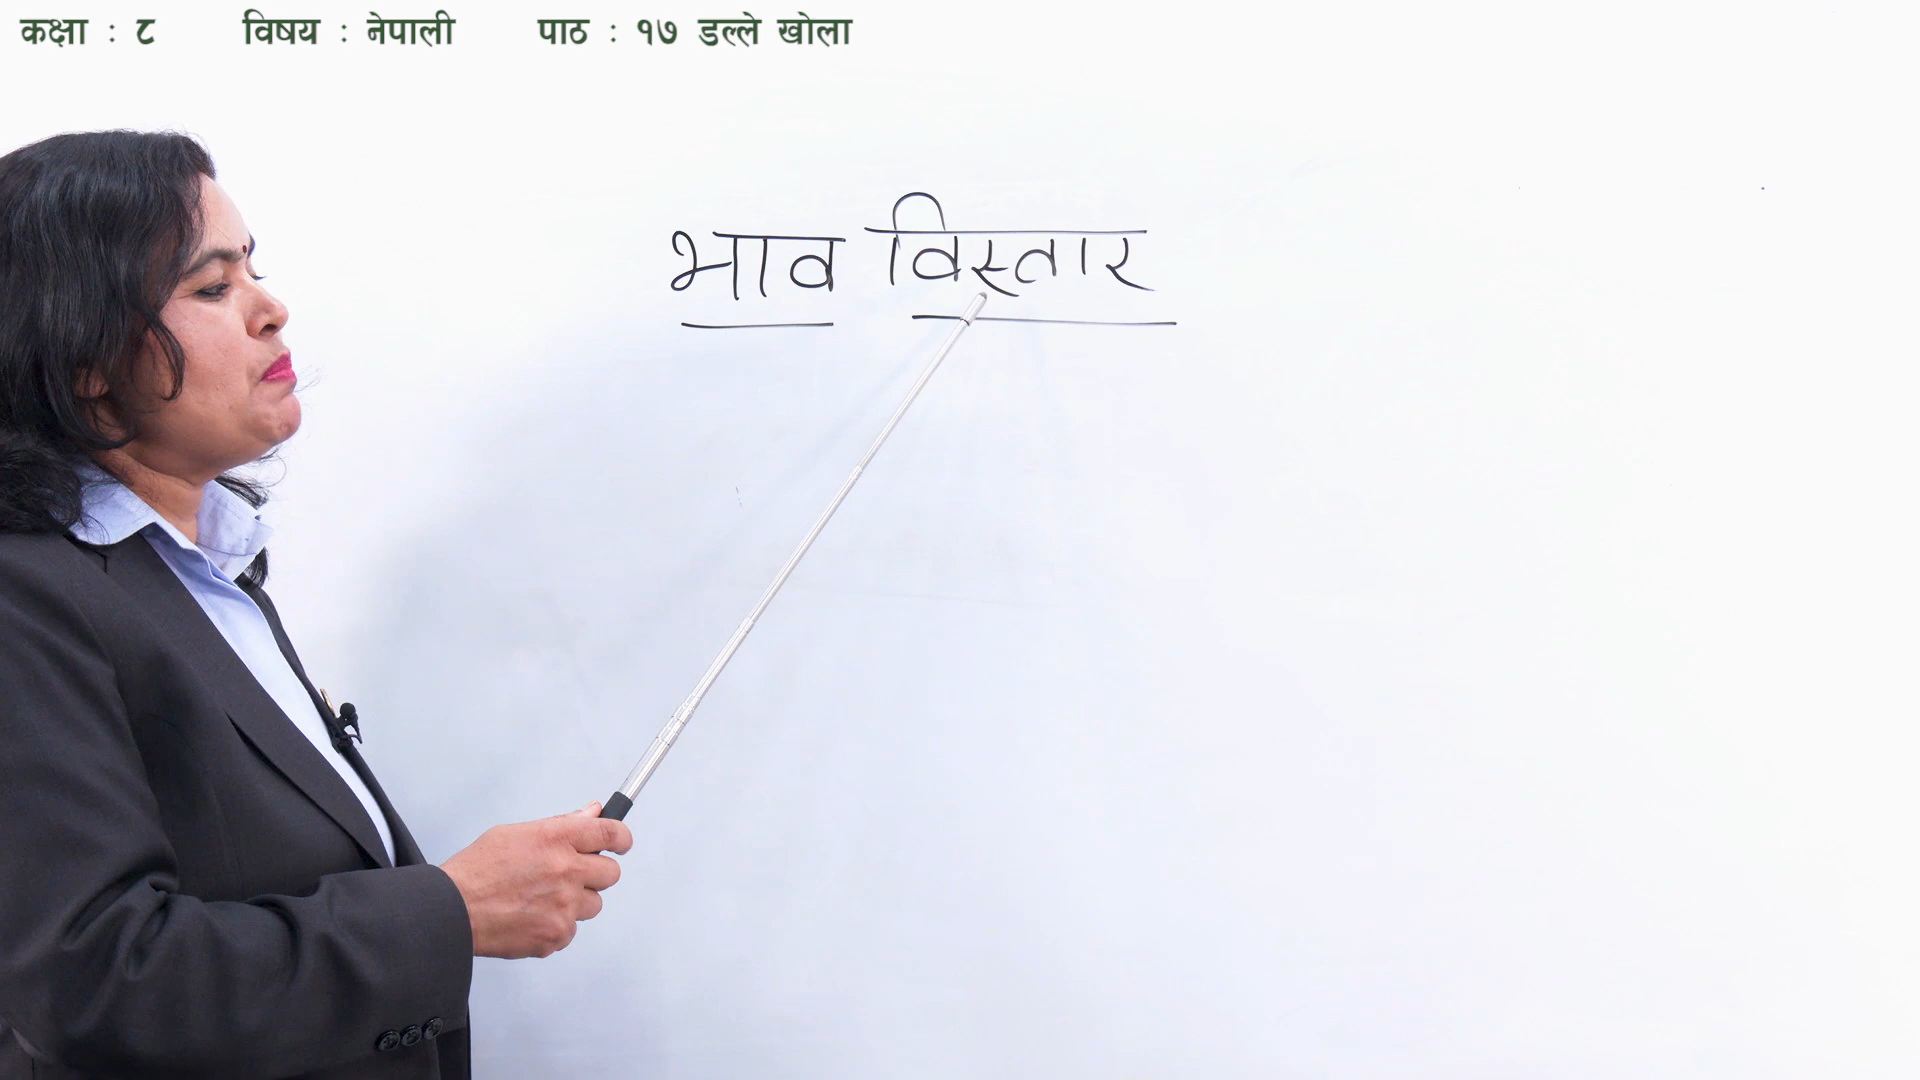 कक्षा : ८ विषय : नेपाली पाठ : १७ डल्ले खोला
भाव विस्तार